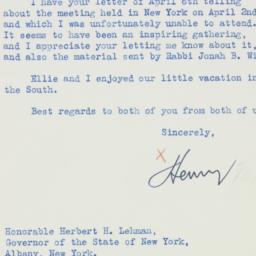 I have your letter of April 6th telling
about the meeting held in New York on April 2nd
and which I was unfortunately unable to attend.
It seems to have been an inspiring gathering,
and I appreciate your letting me know about it,
and also the material sent by Rabbi Jonah B. Wi
Ellie and I enjoyed our little vacation in
the South.
Best regards to both of you from both of u
Sincerely,
x
Henry
Honorable Herbert H. Lehman,
Governor of the State of New York,
Albany, New York.